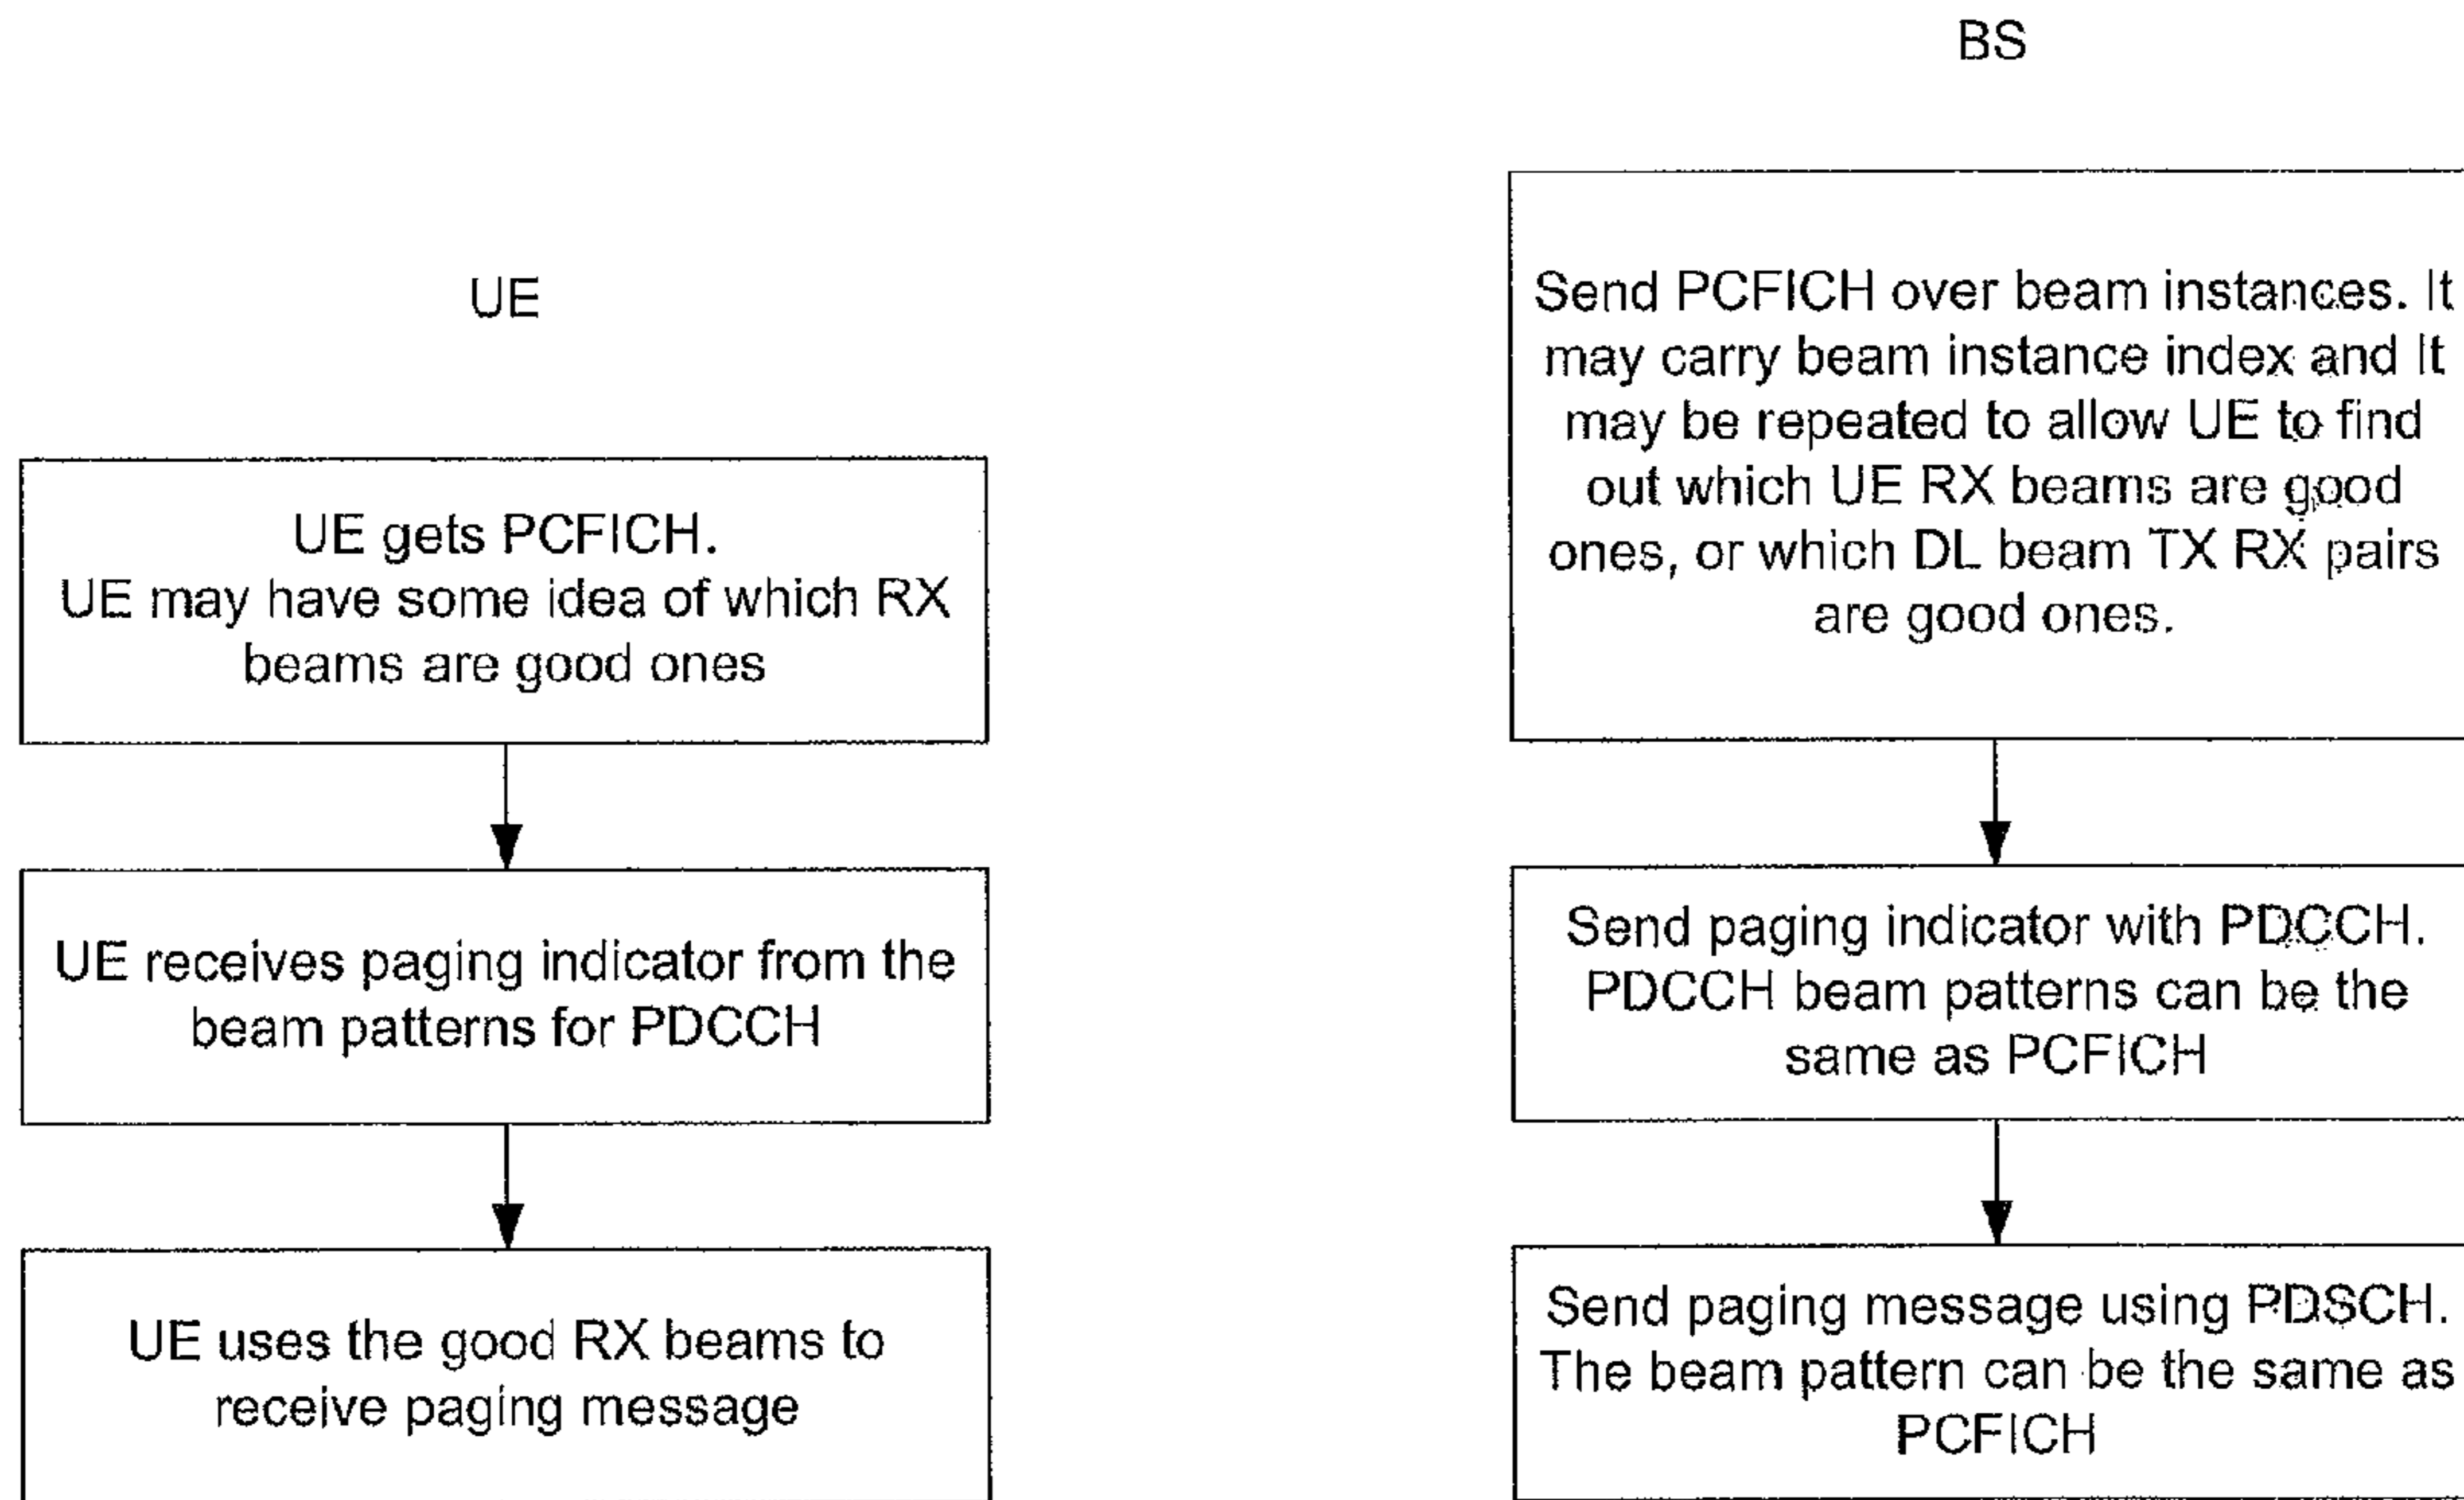 UE
UE gets PCFICH.
UE may have some idea of which RX
beams are good ones
UE receives paging indicator from the
beam patterns for PDCCH
UE uses the good RX beams to
receive paging message
BS
Send PCFICH over beam instances. It
may carry beam instance index and It
may be repeated to allow UE to find
out which UE RX beams are good
ones, or which DL beam TX RX pairs
are good ones.
Send paging indicator with PDCCH.
PDCCH beam patterns can be the
same as PCFICH
Send paging message using PDSCH.
The beam pattern can be the same as
PCFICH